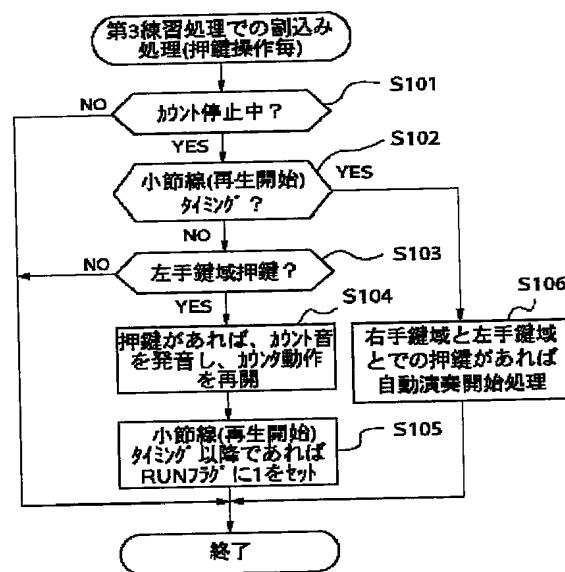 第3練習処理での割込み
処理(押鍵操作毎)
S101
NO
ｶｳﾝﾄ停止中？
YES
S102
小節線(再生開始)
ﾀｲﾐﾝｸﾞ？
YES
NO
S103
NO
左手鍵域押鍵？
YES
S104
S106
押鍵があれば、ｶｳﾝﾄ音
を発音し、ｶｳﾝﾀ動作
を再開
右手鍵域と左手鍵域
とでの押鍵があれば
自動演奏開始処理
S105
小節線(再生開始)
ﾀｲﾐﾝｸﾞ以降であれば
RUNﾌﾗｸﾞに1をｾｯﾄ
終了